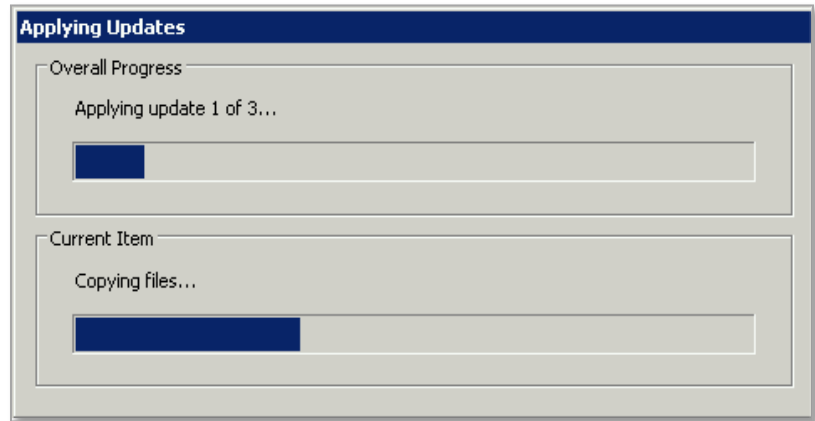 Applying Updates
Overall Progress
Applying update 1 of 3...
Current Item
Copying files...